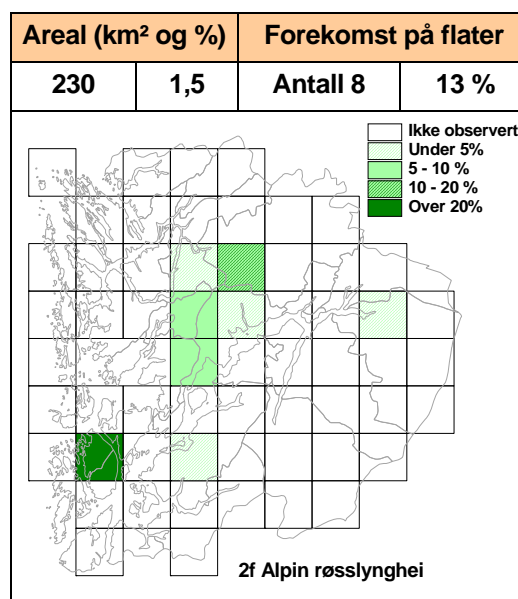 Areal (km² og %) Forekomst på flater
230 1,5 Antall 8 13 %
Ikke observert
Under 5%
5 - 10 %
10 - 20 %
Over 20%
2f Alpin røsslynghei